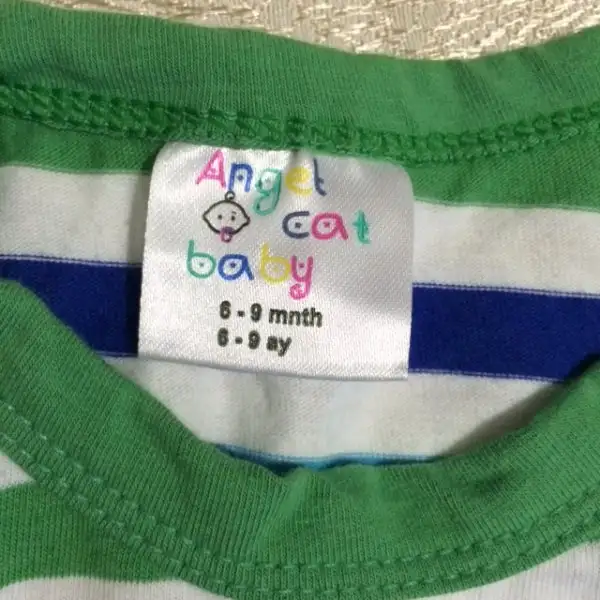 Angel
cat
baby
6 - 9 mnth
6 - 9 ay